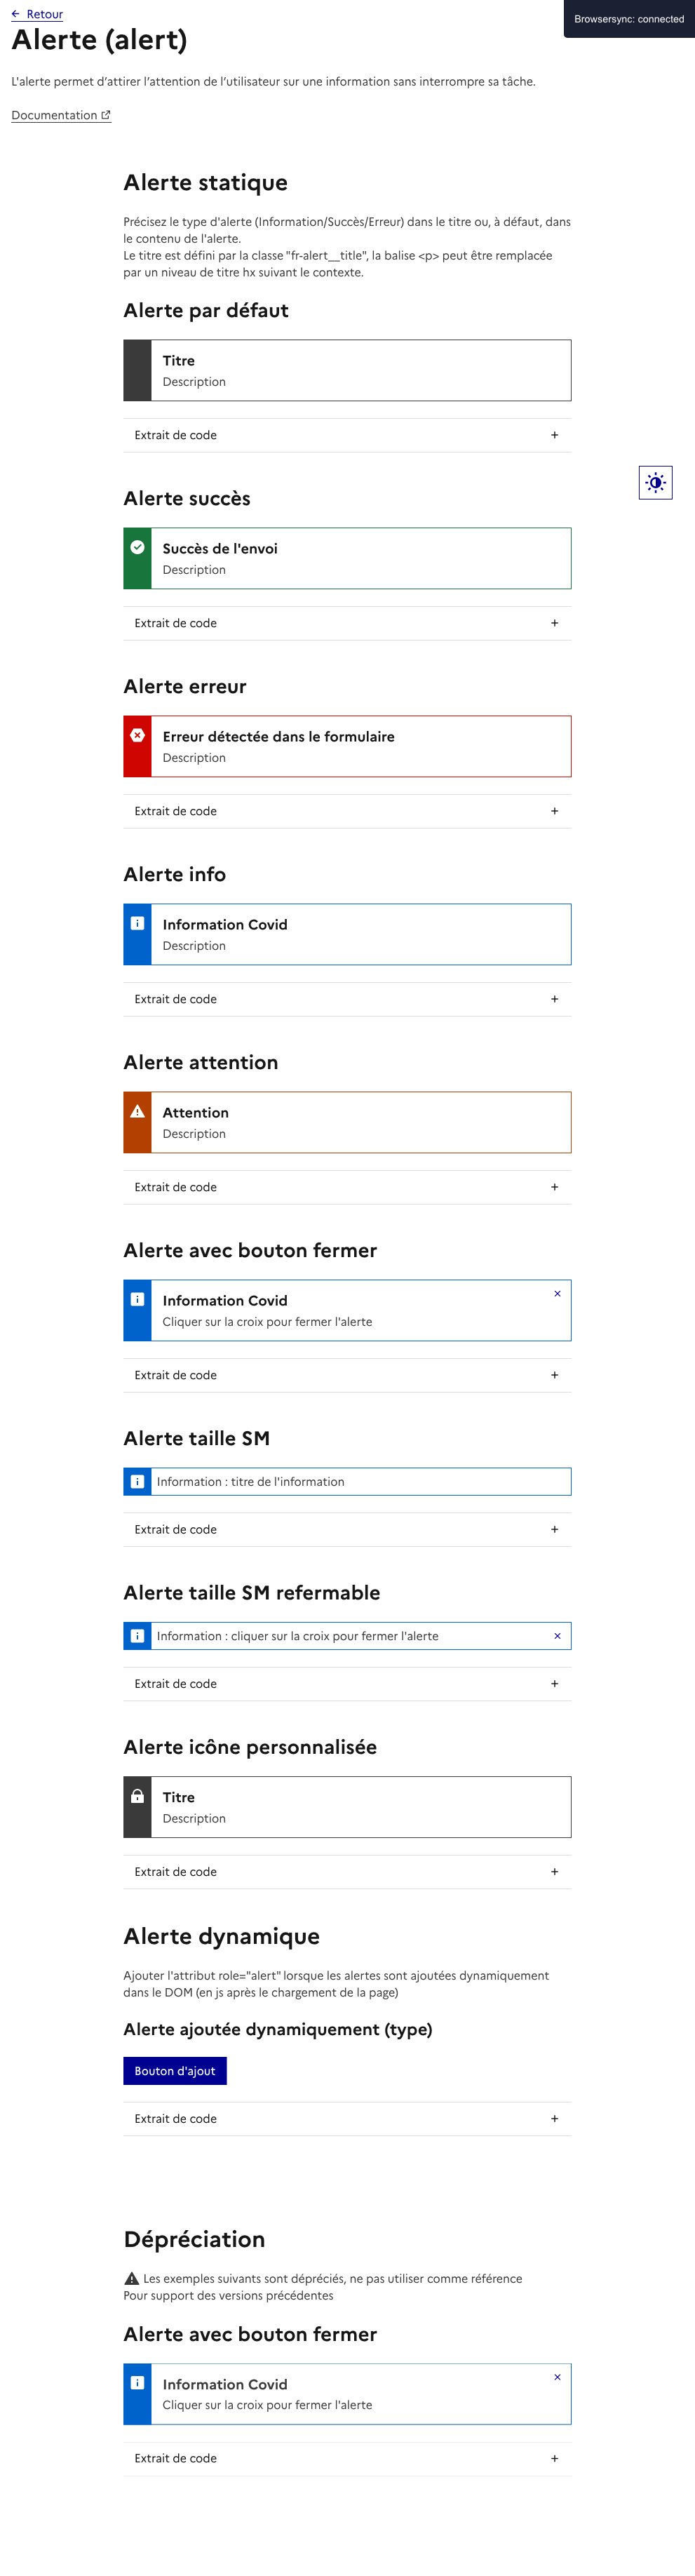 Retour
Browsersync: connected
Alerte (alert)
L'alerte permet d’attirer l’attention de l’utilisateur sur une information sans interrompre sa tâche.
Documentation
Alerte statique
Précisez le type d'alerte (Information/Succès/Erreur) dans le titre ou, à défaut, dans
le contenu de l'alerte.
Le titre est défini par la classe "fr-alert__title", la balise <p> peut être remplacée
par un niveau de titre hx suivant le contexte.
Alerte par défaut
Titre
Description
Extrait de code
Alerte succès
Succès de l'envoi
Description
Extrait de code
Alerte erreur
Erreur détectée dans le formulaire
Description
Extrait de code
Alerte info
Information Covid
Description
Extrait de code
Alerte attention
Attention
Description
Extrait de code
Alerte avec bouton fermer
Information Covid
Cliquer sur la croix pour fermer l'alerte
Extrait de code
Alerte taille SM
Information : titre de l'information
Extrait de code
Alerte taille SM refermable
Information : cliquer sur la croix pour fermer l'alerte
Extrait de code
Alerte icône personnalisée
Titre
Description
Extrait de code
Alerte dynamique
Ajouter l'attribut role="alert" lorsque les alertes sont ajoutées dynamiquement
dans le DOM (en js après le chargement de la page)
Alerte ajoutée dynamiquement (type)
Bouton d'ajout
Extrait de code
Dépréciation
Les exemples suivants sont dépréciés, ne pas utiliser comme référence
Pour support des versions précédentes
Alerte avec bouton fermer
Information Covid
Cliquer sur la croix pour fermer l'alerte
Extrait de code